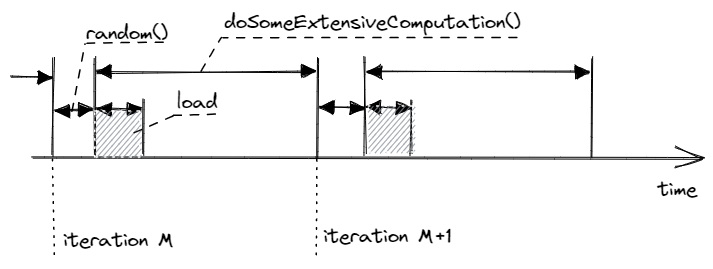 random()
doSomeExtensiveComputation()
load
time
iteration M
iteration M+1